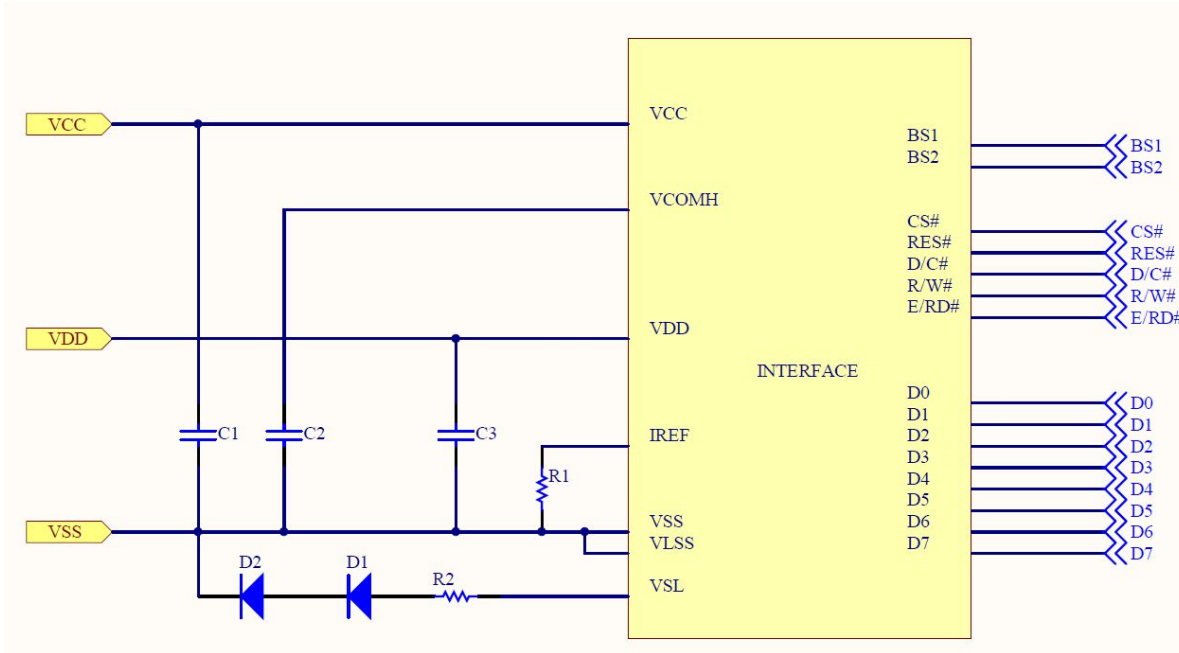 VCC
VDD
VSS
C1
C2
C3
R1
D2
D1
R2
VCC
VCOMH
VDD
IREF
VSS
VLSS
VSL
INTERFACE
BS1
BS2
CS#
RES#
D/C#
R/W#
E/RD#
D0
D1
D2
D3
D4
D5
D6
D7
BS1
BS2
CS#
RES#
D/C#
R/W#
E/RD#
D0
D1
D2
D3
D4
D5
D6
D7